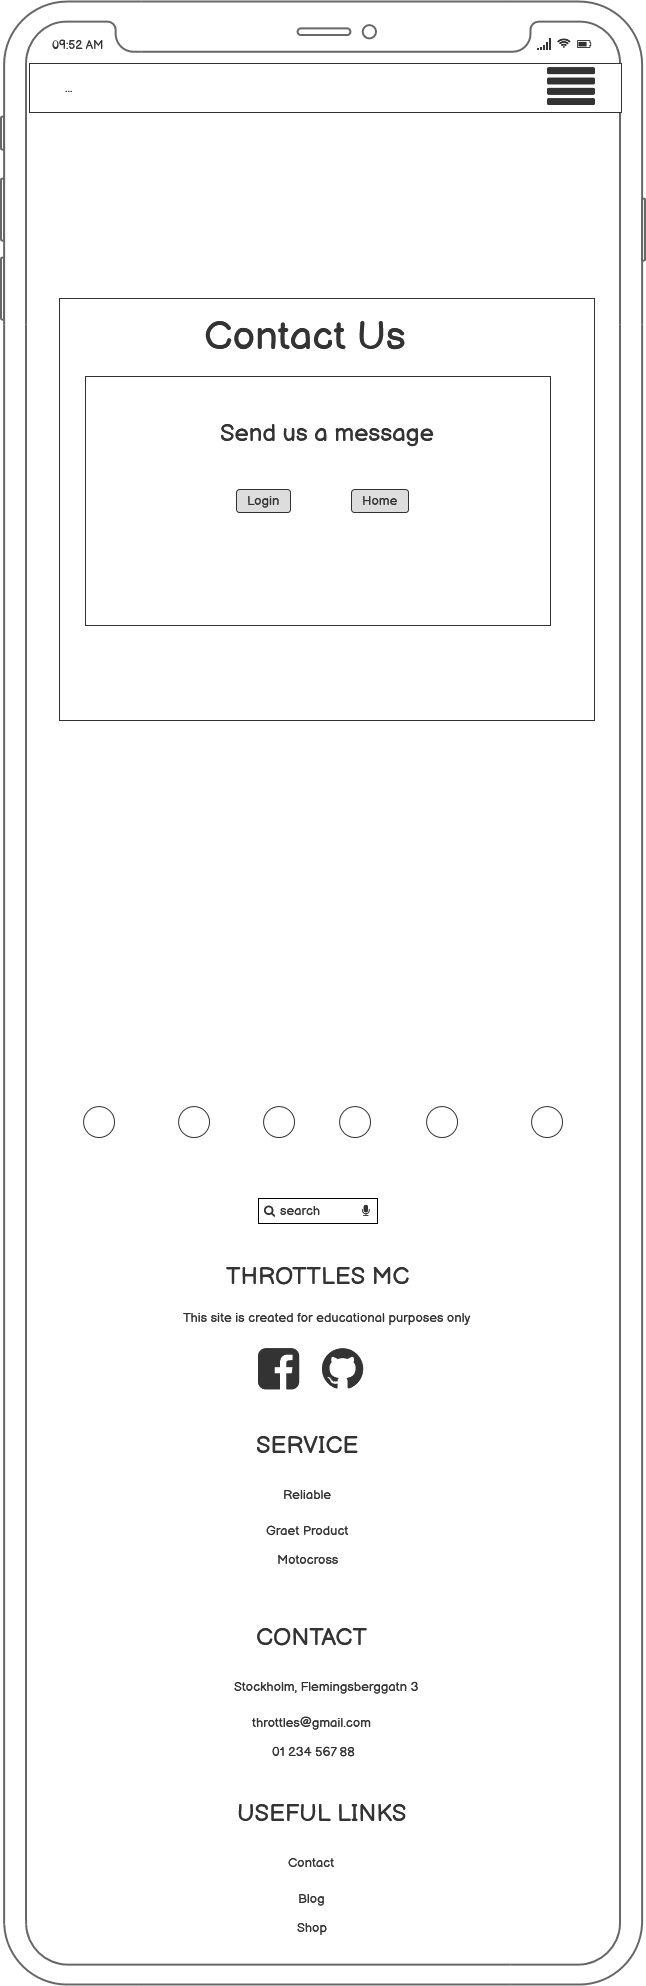 09:52 AM
...
Contact Us
Send us a message
Login Home
search
THROTTLES MC
This site is created for educational purposes only
SERVICE
Reliable
Graet Product
Motocross
CONTACT
Stockholm, Flemingsberggatn 3
throttles@gmail.com
01 234 567 88
USEFUL LINKS
Contact
Blog
Shop